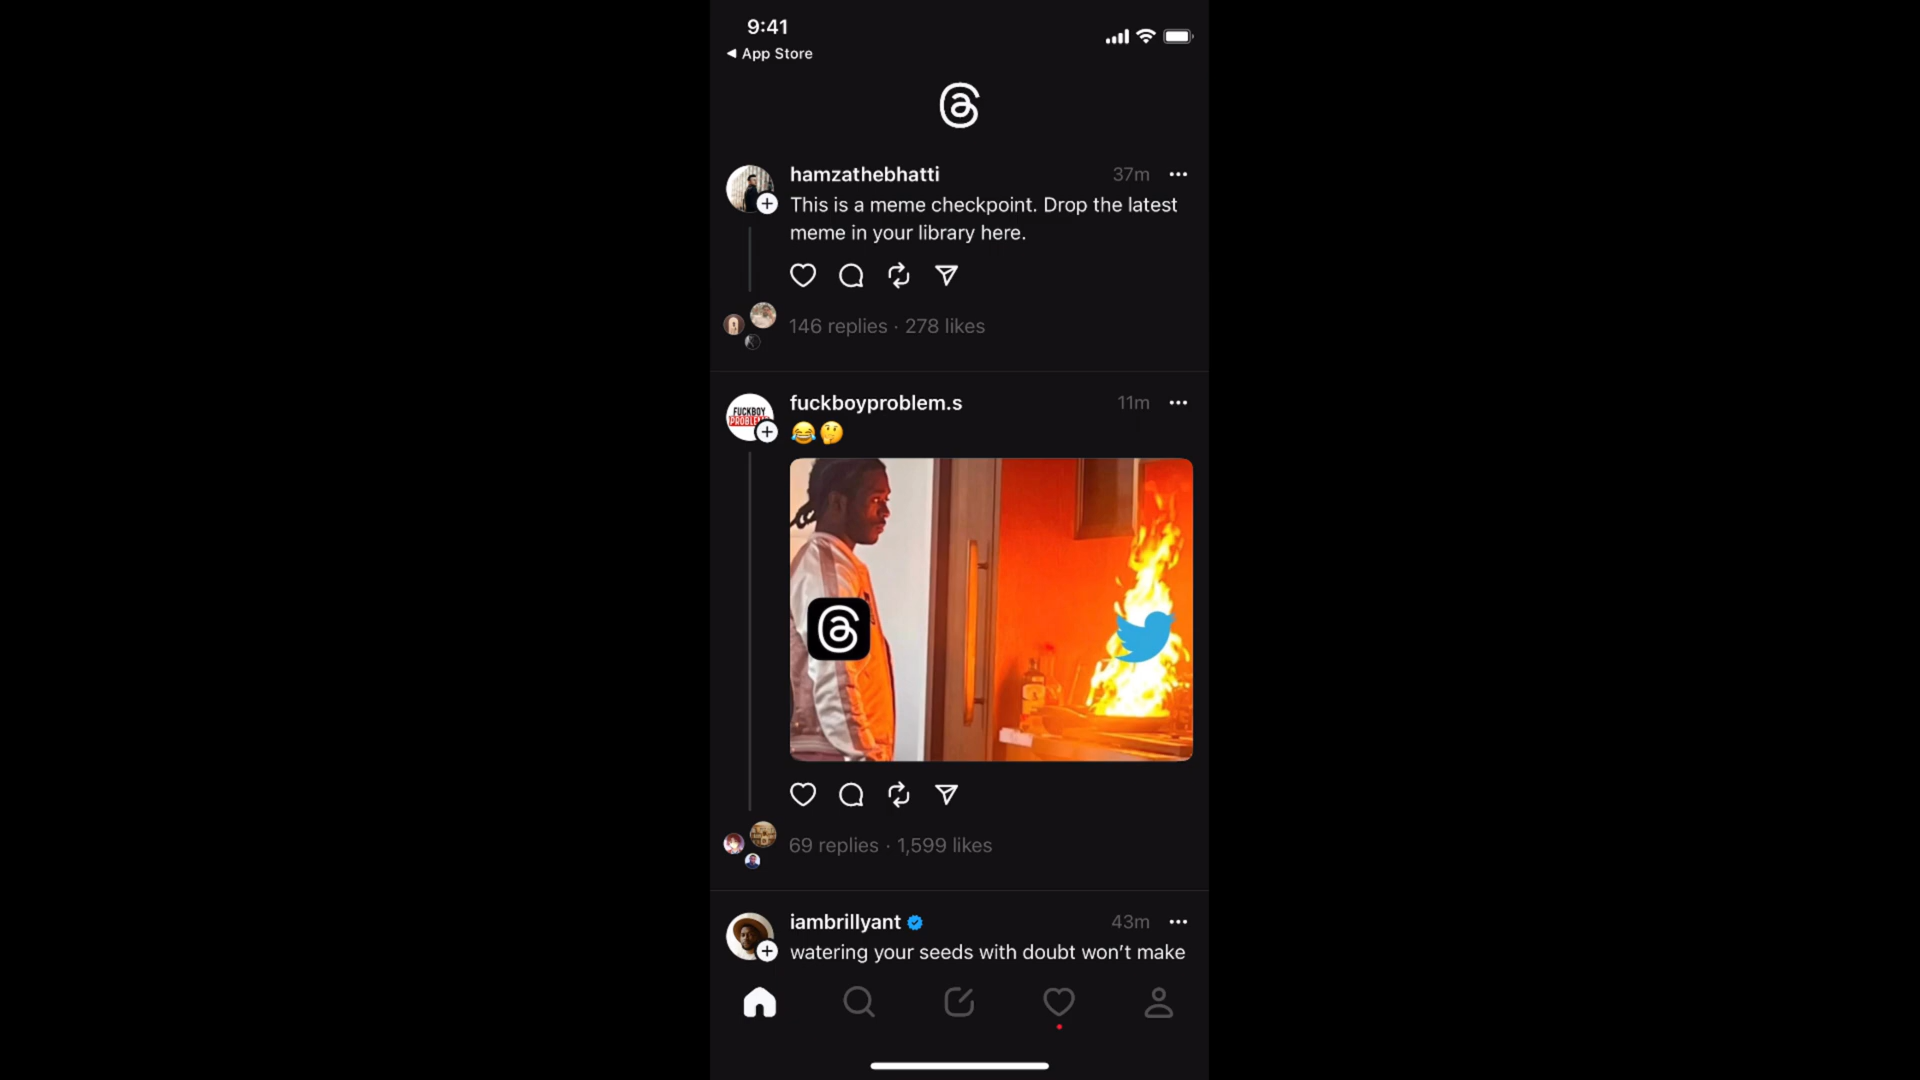 9:41
App Store
hamzathebhatti 37m
This is a meme checkpoint. Drop the latest
meme in your library here.
146 replies · 278 likes
fuckboyproblem.s 11m
FUCKBOY
😂🤔
69 replies · 1,599 likes
iambrillyant 43m
watering your seeds with doubt won’t make